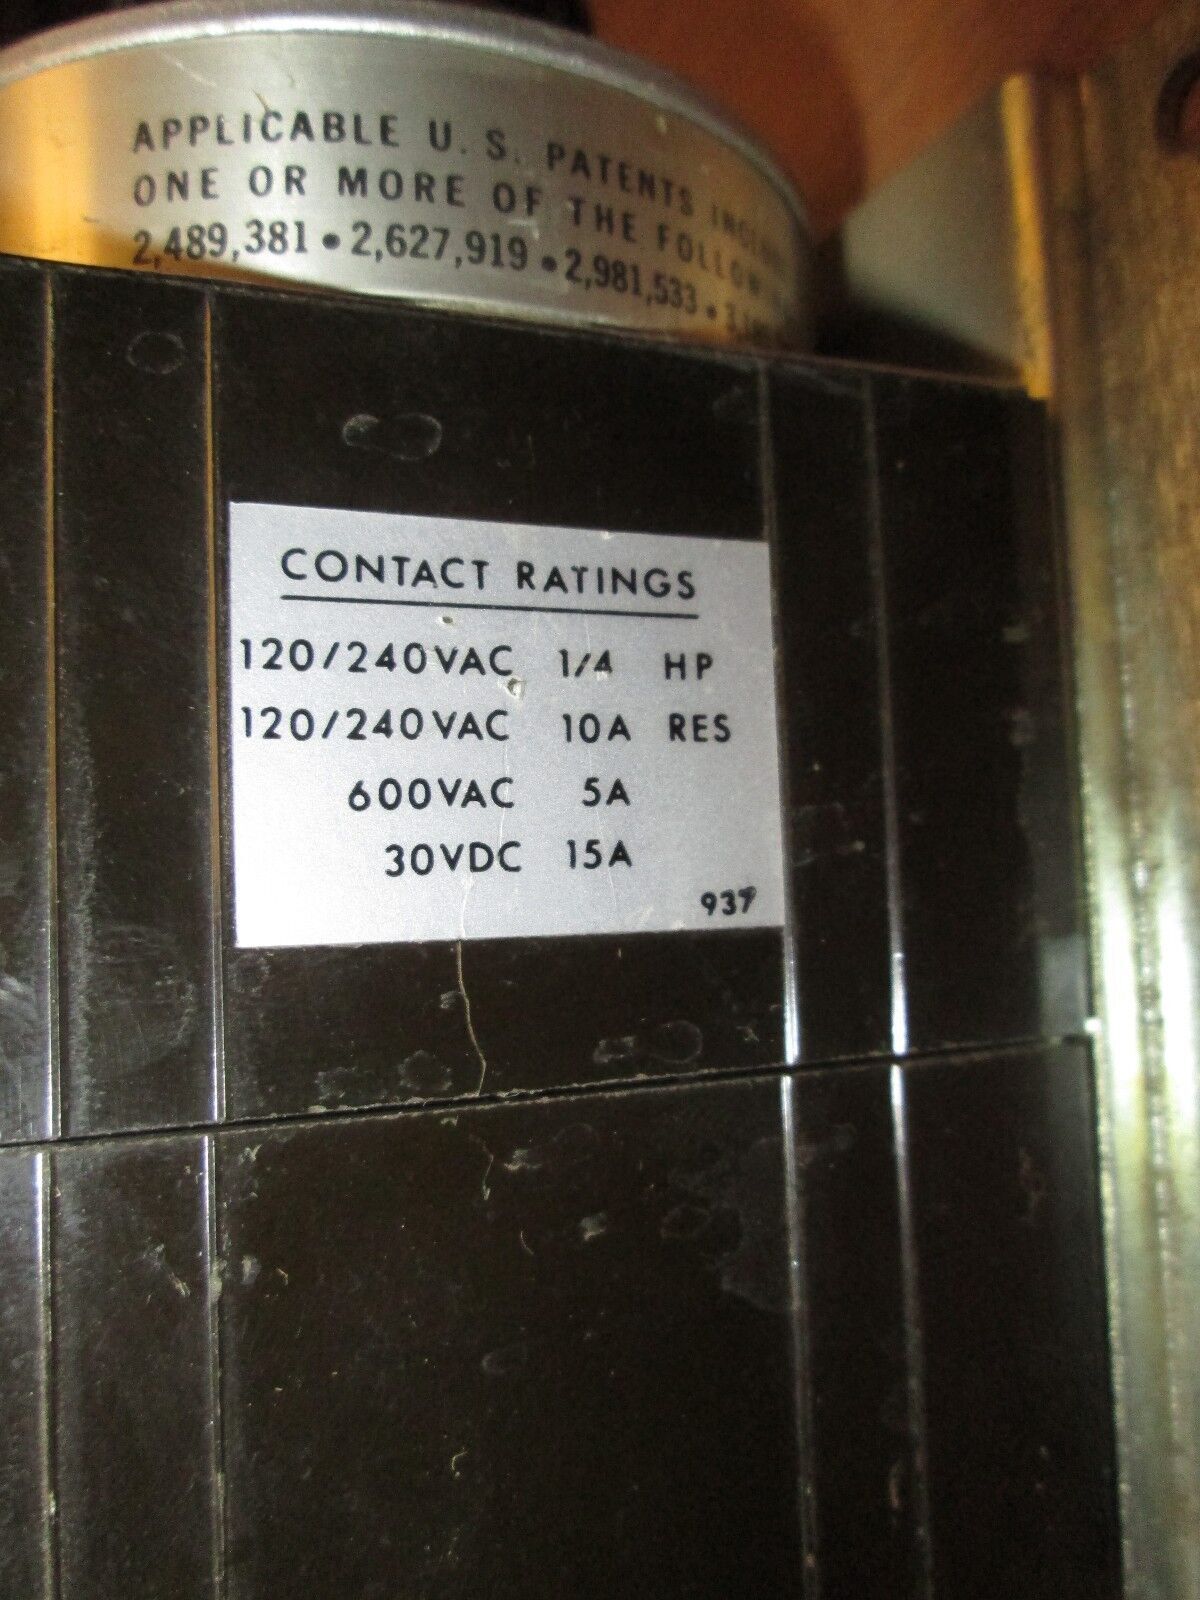 APPLICABLE U. S. PATENTS
ONE OR MORE OF THE
2,489,381 • 2,627,919 • 2,981,533 •
CONTACT RATINGS
120/240VAC 1/4 HP
120/240VAC 10A RES
600VAC 5A
30VDC 15A
937